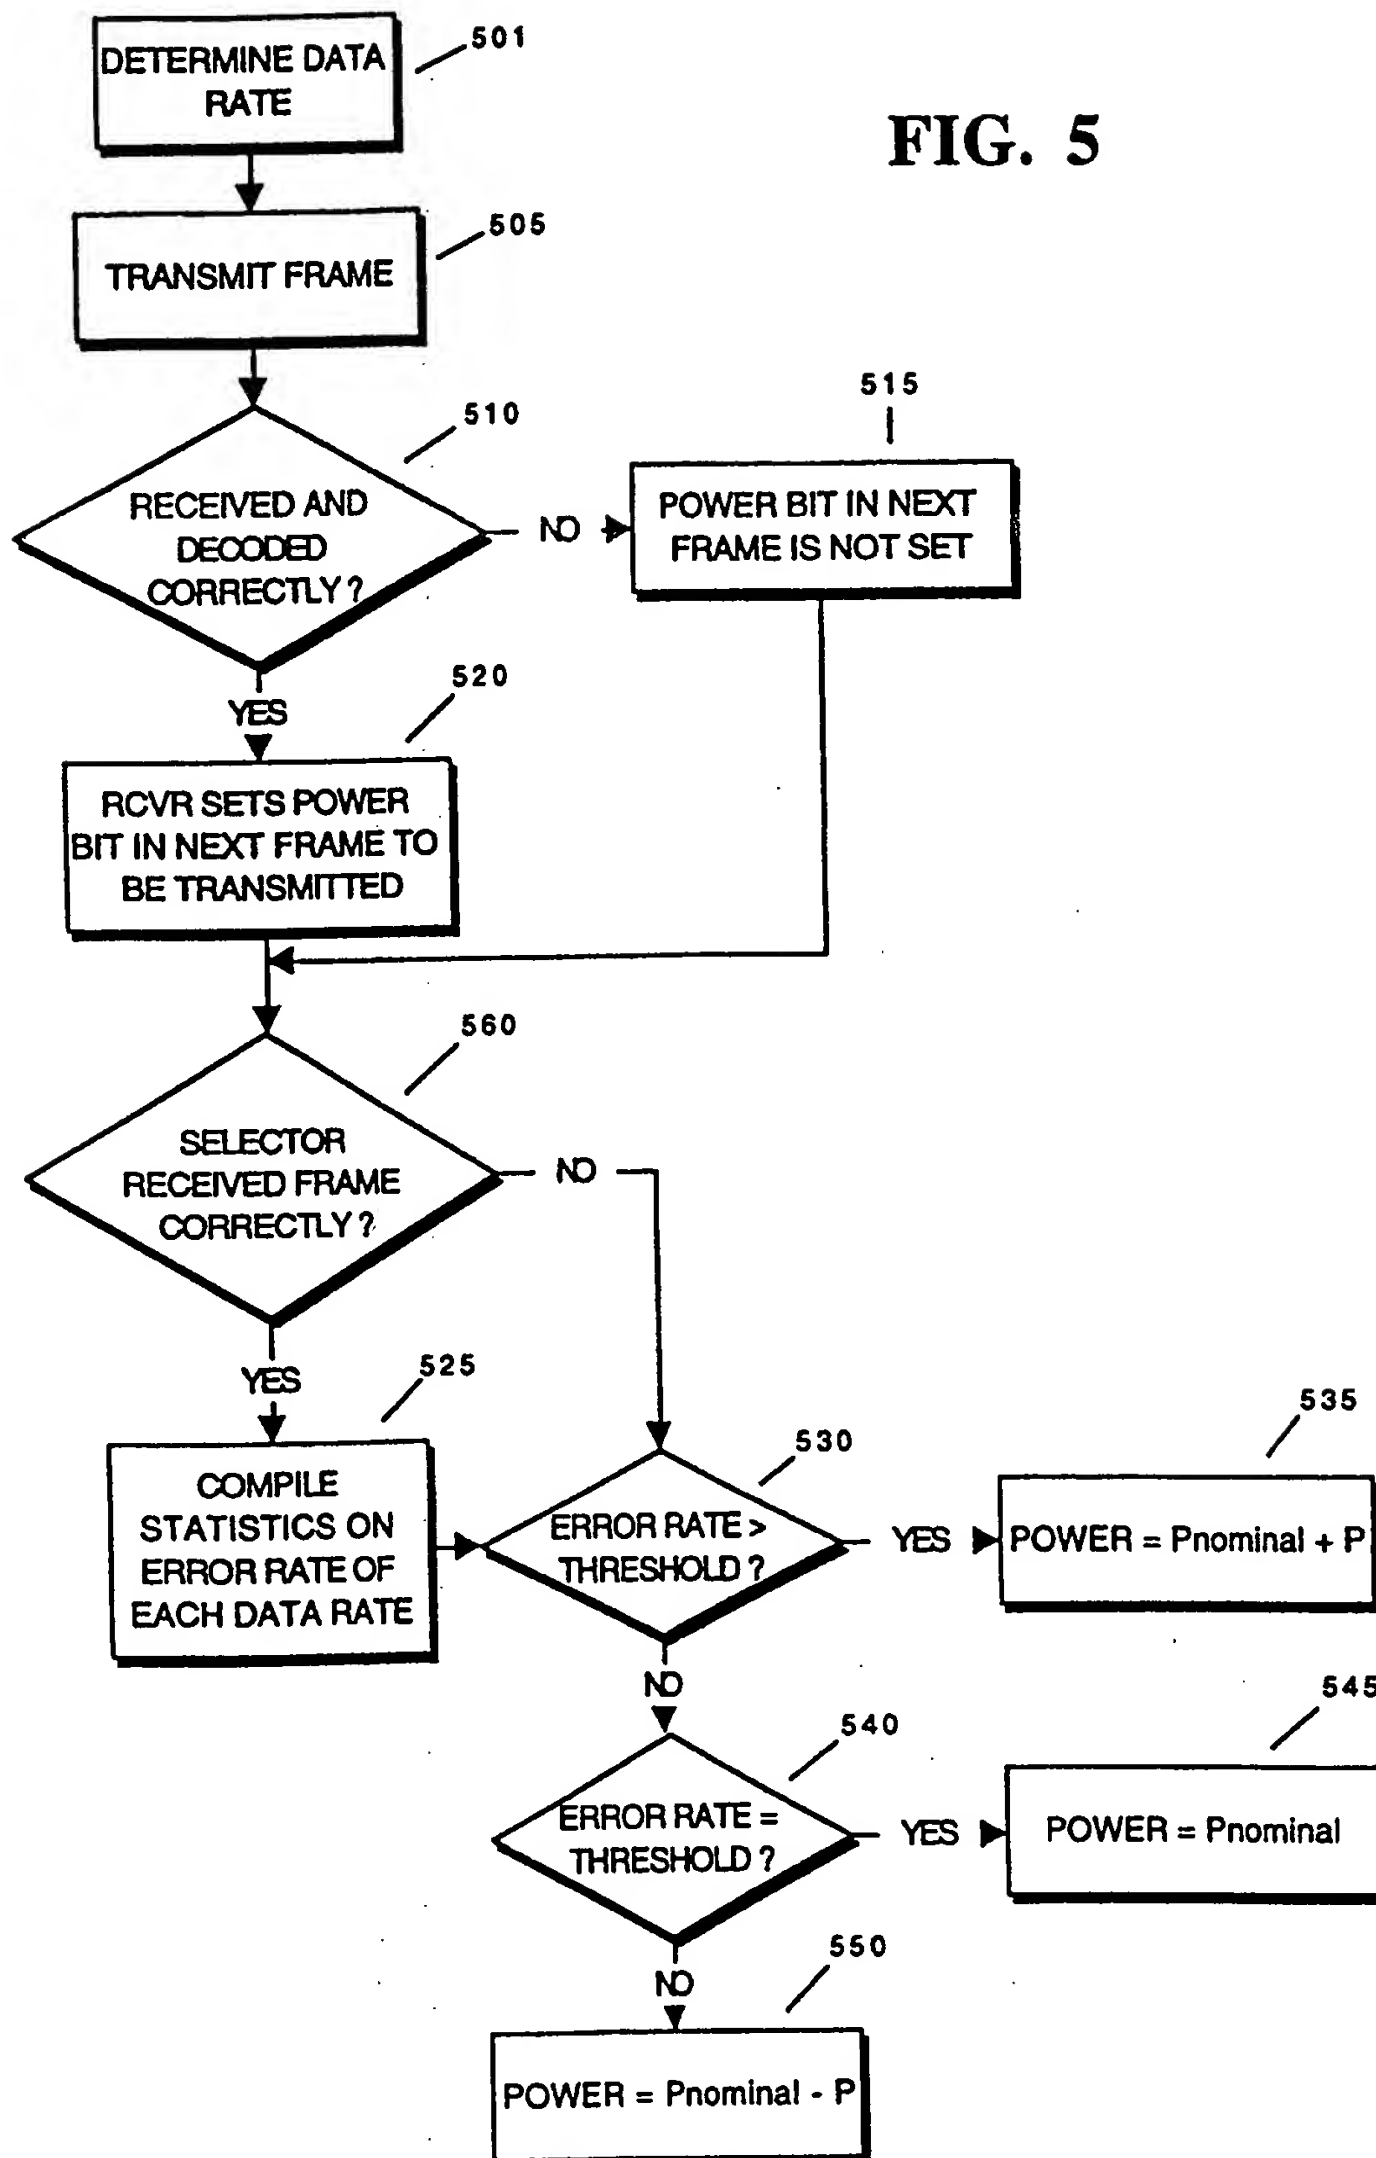 DETERMINE DATA
RATE
501
FIG. 5
TRANSMIT FRAME
505
RECEIVED AND
DECODED
CORRECTLY ?
510
NO
515
POWER BIT IN NEXT
FRAME IS NOT SET
YES
520
RCVR SETS POWER
BIT IN NEXT FRAME TO
BE TRANSMITTED
560
SELECTOR
RECEIVED FRAME
CORRECTLY ?
NO
YES
525
COMPILE
STATISTICS ON
ERROR RATE OF
EACH DATA RATE
530
ERROR RATE >
THRESHOLD ?
YES
535
POWER = Pnominal + P
NO
540
ERROR RATE =
THRESHOLD ?
YES
545
POWER = Pnominal
NO
550
POWER = Pnominal - P